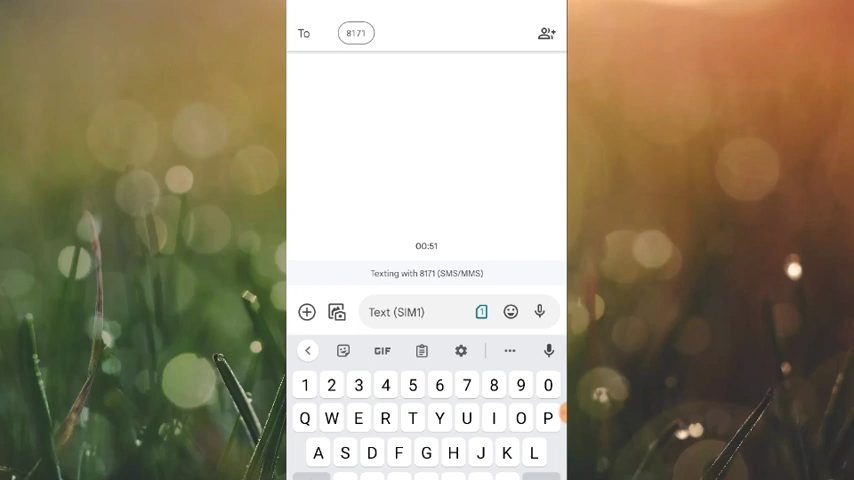 To 8171
00:51
Texting with 8171 (SMS/MMS)
Text (SIM1) 1
GIF
1 2 3 4 5 6 7 8 9 0
Q W E R T Y U I O P
A S D F G H J K L